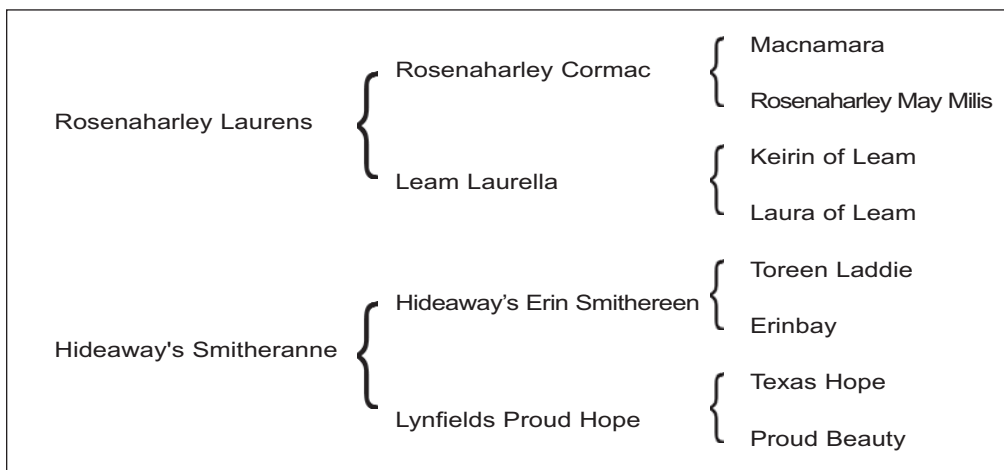 Macnamara
Rosenaharley Cormac
Rosenaharley May Milis
Rosenaharley Laurens
Keirin of Leam
Leam Laurella
Laura of Leam
Toreen Laddie
Hideaway’s Erin Smithereen
Erinbay
Hideaway's Smitheranne
Texas Hope
Lynfields Proud Hope
Proud Beauty